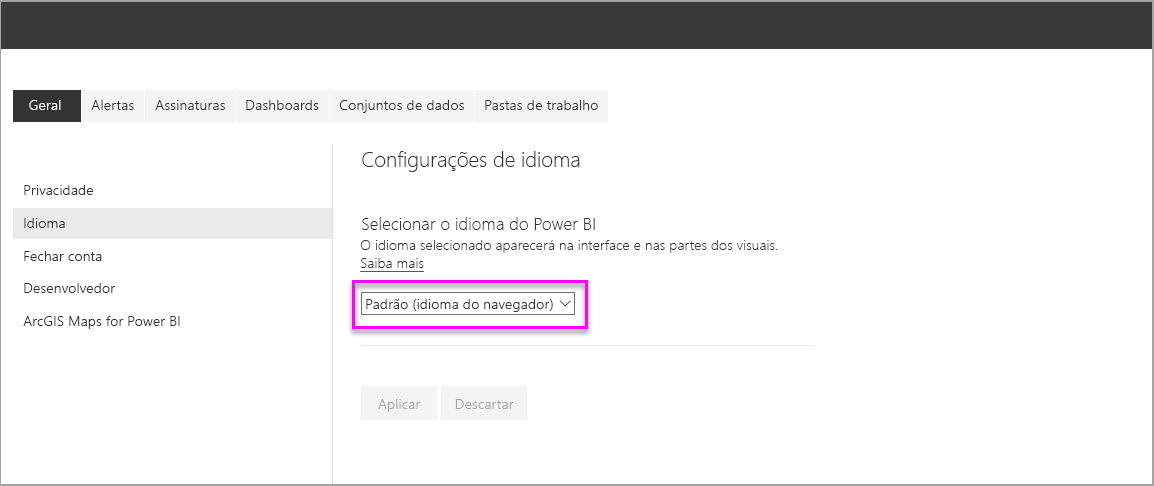 Geral Alertas Assinaturas Dashboards Conjuntos de dados Pastas de trabalho
Privacidade
Idioma
Fechar conta
Desenvolvedor
ArcGIS Maps for Power BI
Configurações de idioma
Selecionar o idioma do Power BI
O idioma selecionado aparecerá na interface e nas partes dos visuais.
Saiba mais
Padrão (idioma do navegador)
Aplicar Descartar